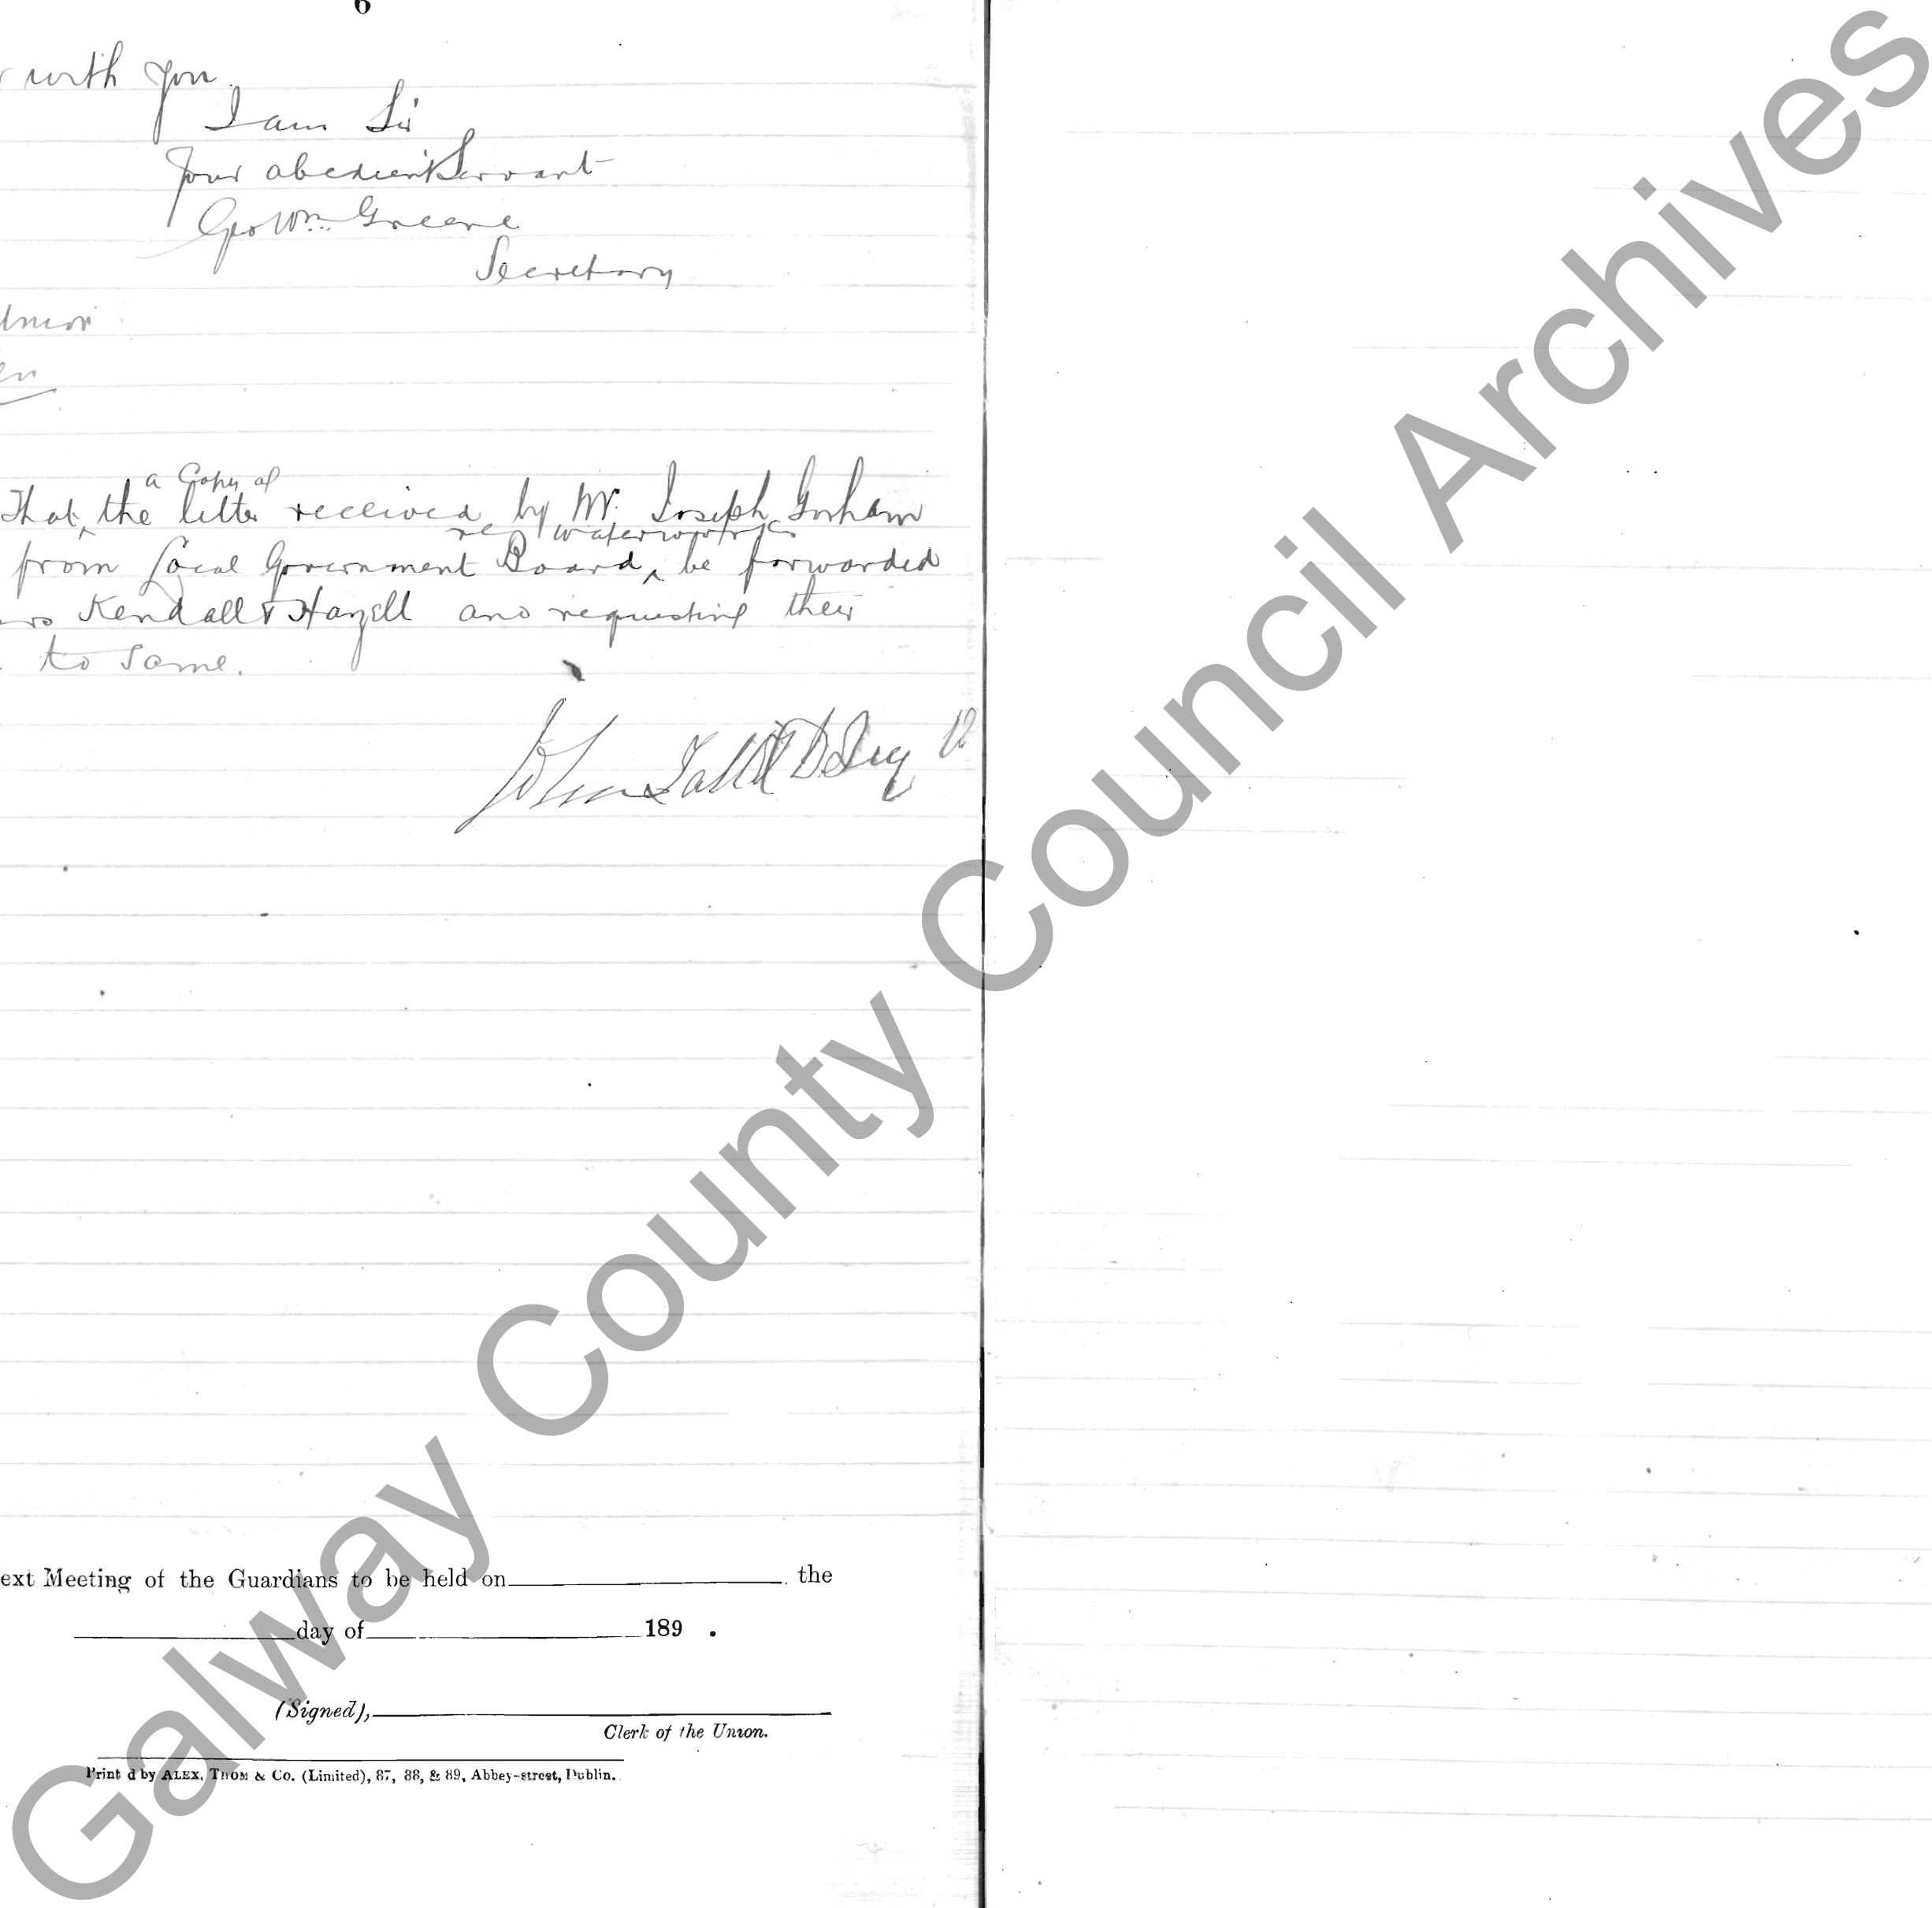 6
with you
I am Sir
Your obedient Servant
Geo Wm. Greene
Secretary
Union
a Copy of
That the letter received by Mr. Joseph Gorham
re waterworks
from Local Government Board, be forwarded
Kendall & Hazell and requesting their
to same.
John
ext Meeting of the Guardians to be held on the
day of 189 .
(Signed),
Clerk of the Union.
Print d by ALEX. THOM & Co. (Limited), 87, 88, & 89, Abbey-street, Dublin.
Galway County Council Archives